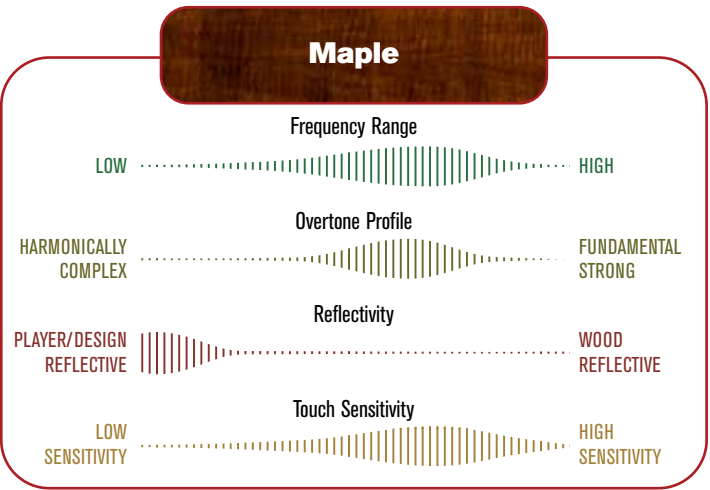 Maple
Frequency Range
LOW
HIGH
Overtone Profile
HARMONICALLY
COMPLEX
FUNDAMENTAL
STRONG
Reflectivity
PLAYER/DESIGN
REFLECTIVE
WOOD
REFLECTIVE
Touch Sensitivity
LOW
SENSITIVITY
HIGH
SENSITIVITY